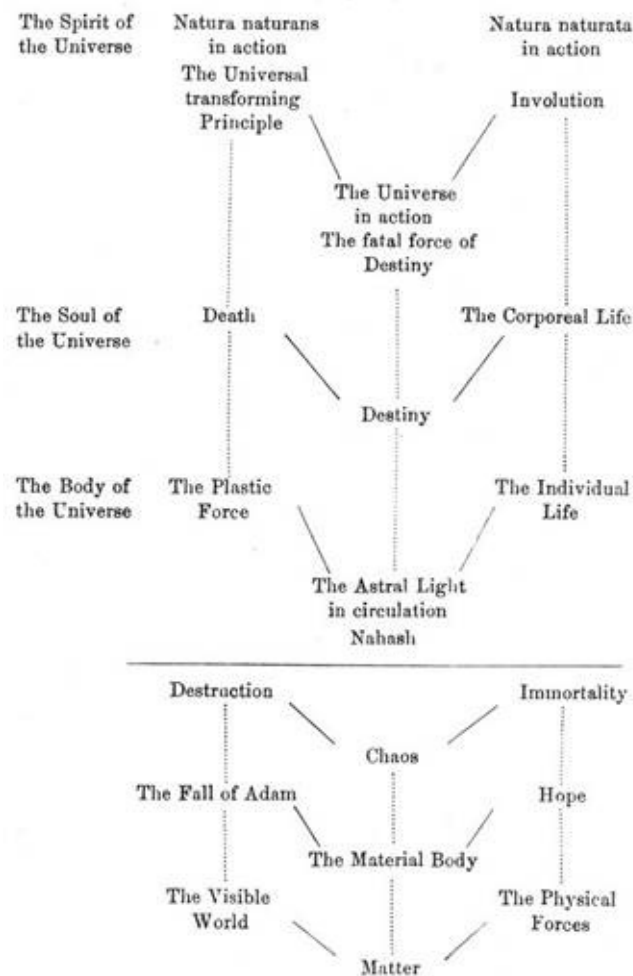 The Spirit of
the Universe
Natura naturans
in action
The Universal
transforming
Principle
Natura naturata
in action
Involution
The Universe
in action
The fatal force of
Destiny
The Soul of
the Universe
Death
The Corporeal Life
Destiny
The Body of
the Universe
The Plastic
Force
The Individual
Life
The Astral Light
in circulation
Nahash
Destruction
Immortality
Chaos
The Fall of Adam
Hope
The Material Body
The Visible
World
The Physical
Forces
Matter